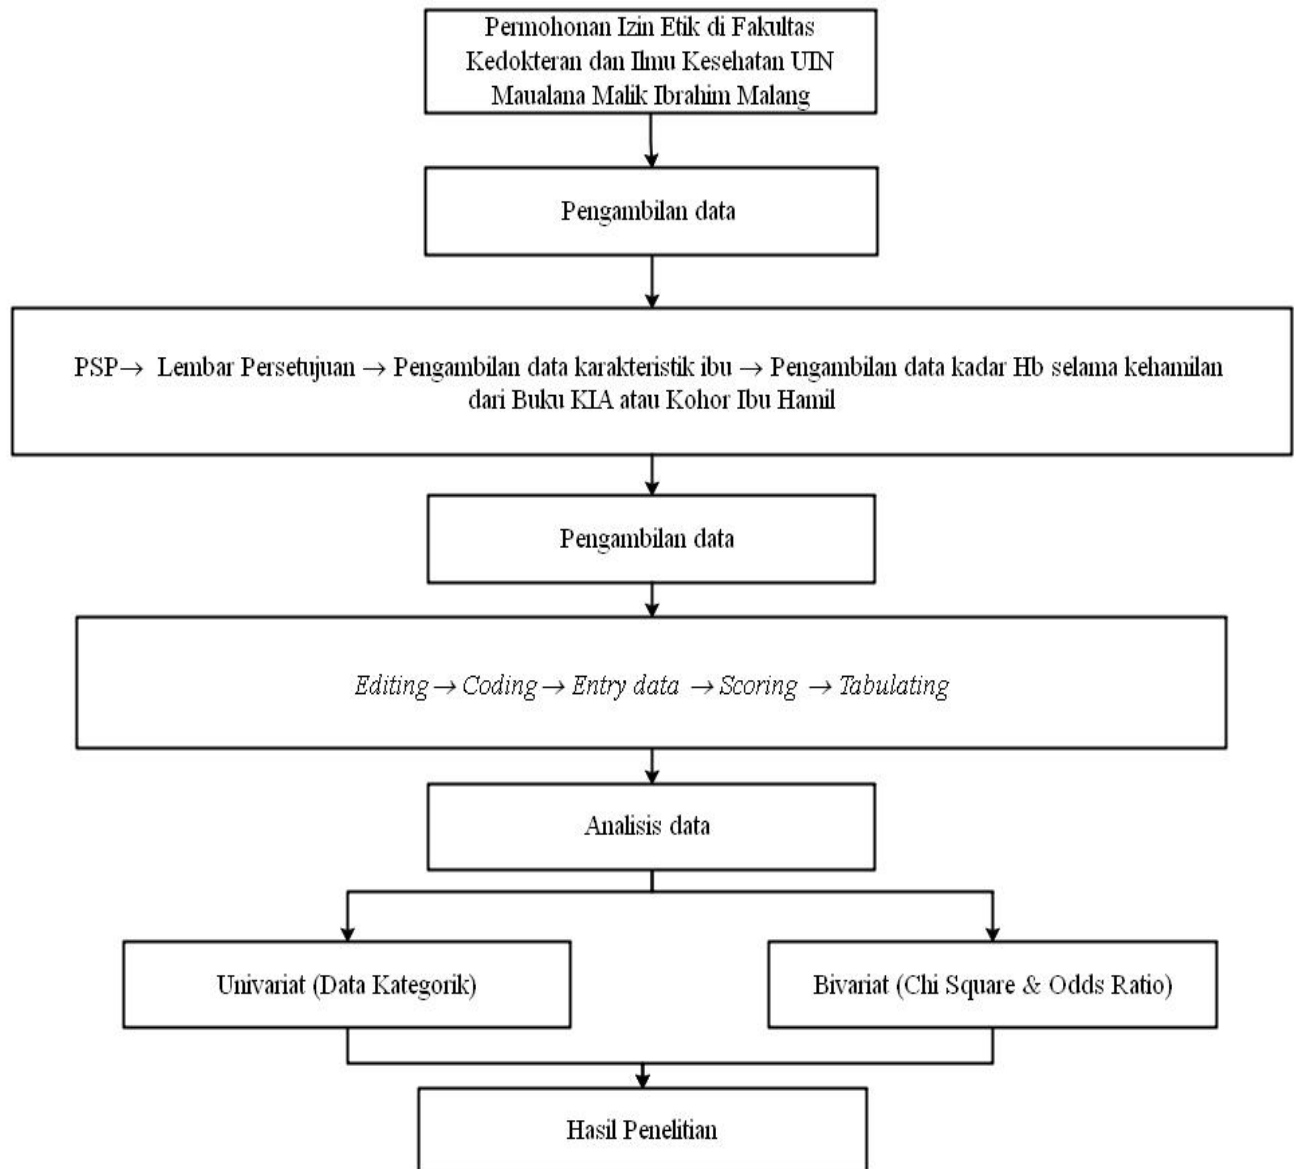 Permohonan Izin Etik di Fakultas
Kedokteran dan Ilmu Kesehatan UIN
Maualana Malik Ibrahim Malang
Pengambilan data
PSP→ Lembar Persetujuan → Pengambilan data karakteristik ibu → Pengambilan data kadar Hb selama kehamilan
dari Buku KIA atau Kohor Ibu Hamil
Pengambilan data
Editing → Coding → Entry data → Scoring → Tabulating
Analisis data
Univariat (Data Kategorik)
Bivariat (Chi Square & Odds Ratio)
Hasil Penelitian